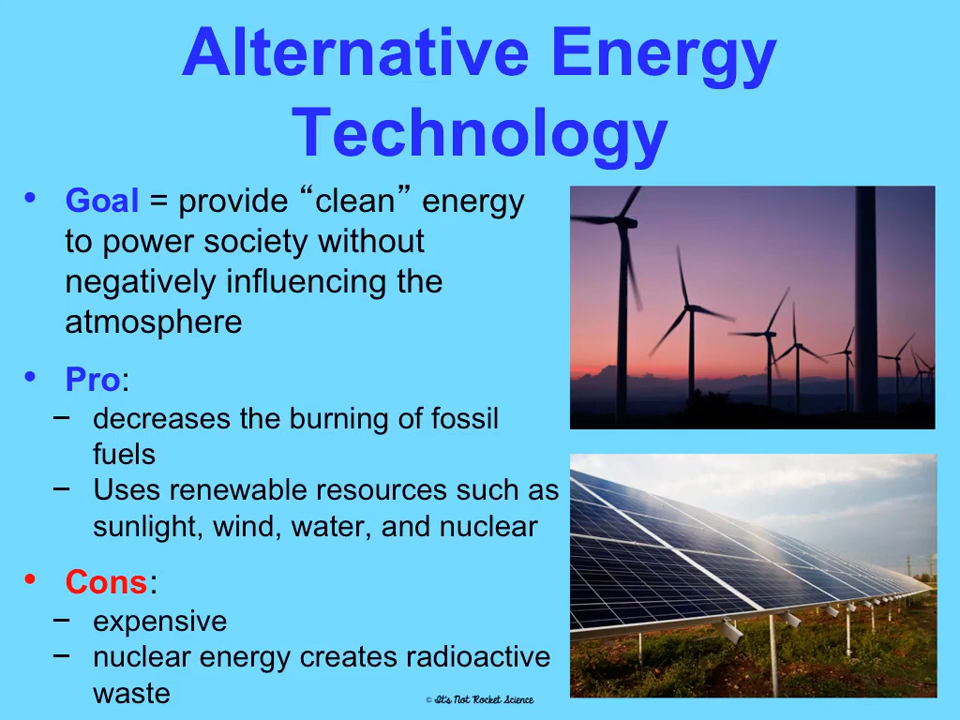 Alternative Energy
Technology
• Goal = provide “clean” energy
to power society without
negatively influencing the
atmosphere
• Pro:
– decreases the burning of fossil
fuels
– Uses renewable resources such as
sunlight, wind, water, and nuclear
• Cons:
– expensive
– nuclear energy creates radioactive
waste
© It's Not Rocket Science